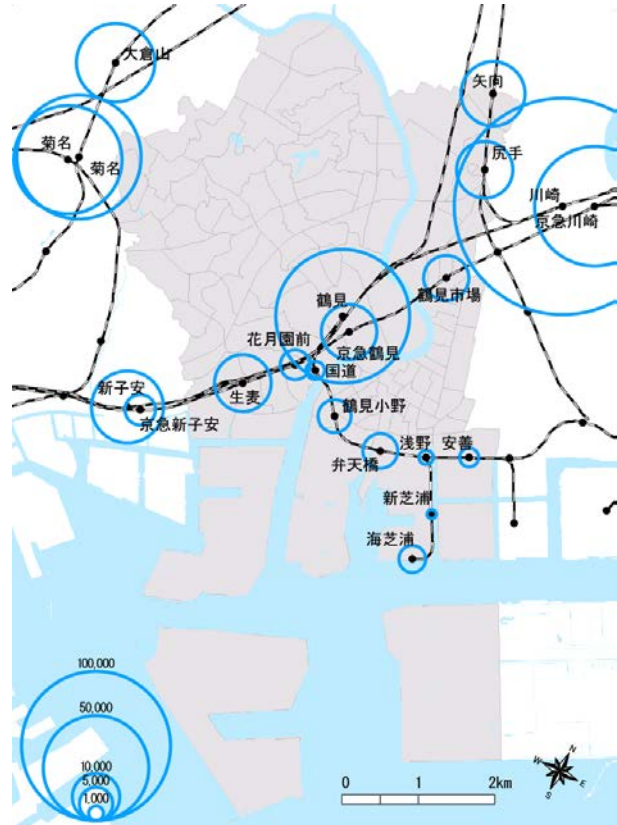 大倉山
矢向
菊名
菊名
尻手
川崎
京急川崎
鶴見
鶴見市場
花月園前
京急鶴見
国道
新子安
生麦
京急新子安
鶴見小野
浅野
安善
弁天橋
新芝浦
海芝浦
100,000
50,000
10,000
5,000
1,000
0 1 2km
N
W
E
S